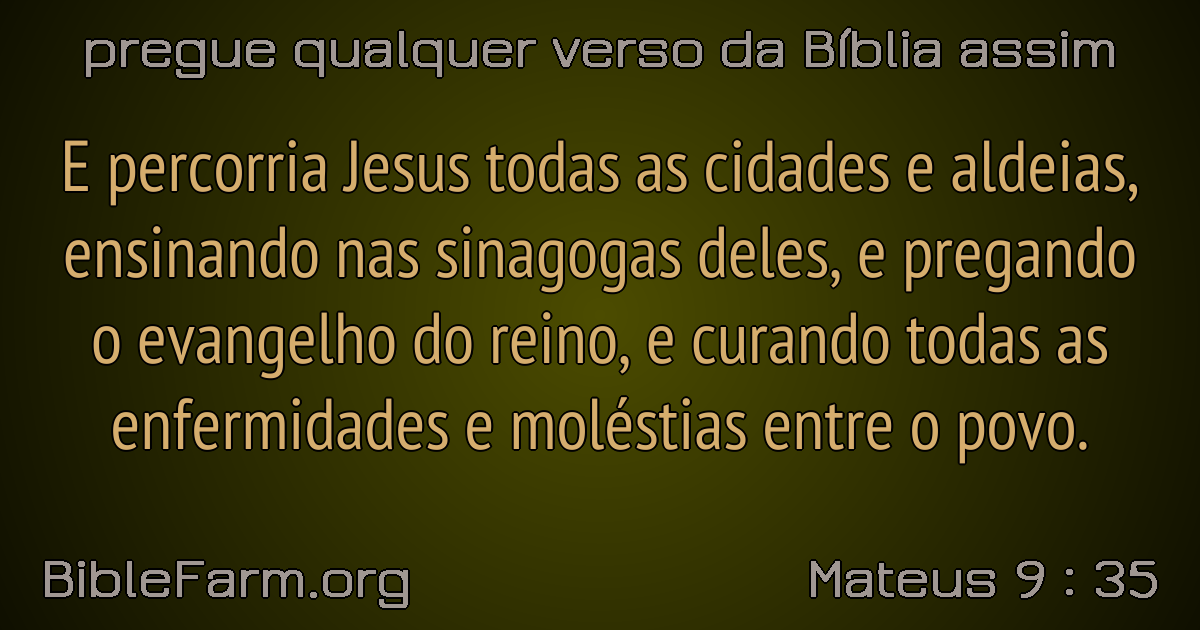 pregue qualquer verso da Bíblia assim
E percorria Jesus todas as cidades e aldeias,
ensinando nas sinagogas deles, e pregando
o evangelho do reino, e curando todas as
enfermidades e moléstias entre o povo.
BibleFarm.org
Mateus 9 : 35